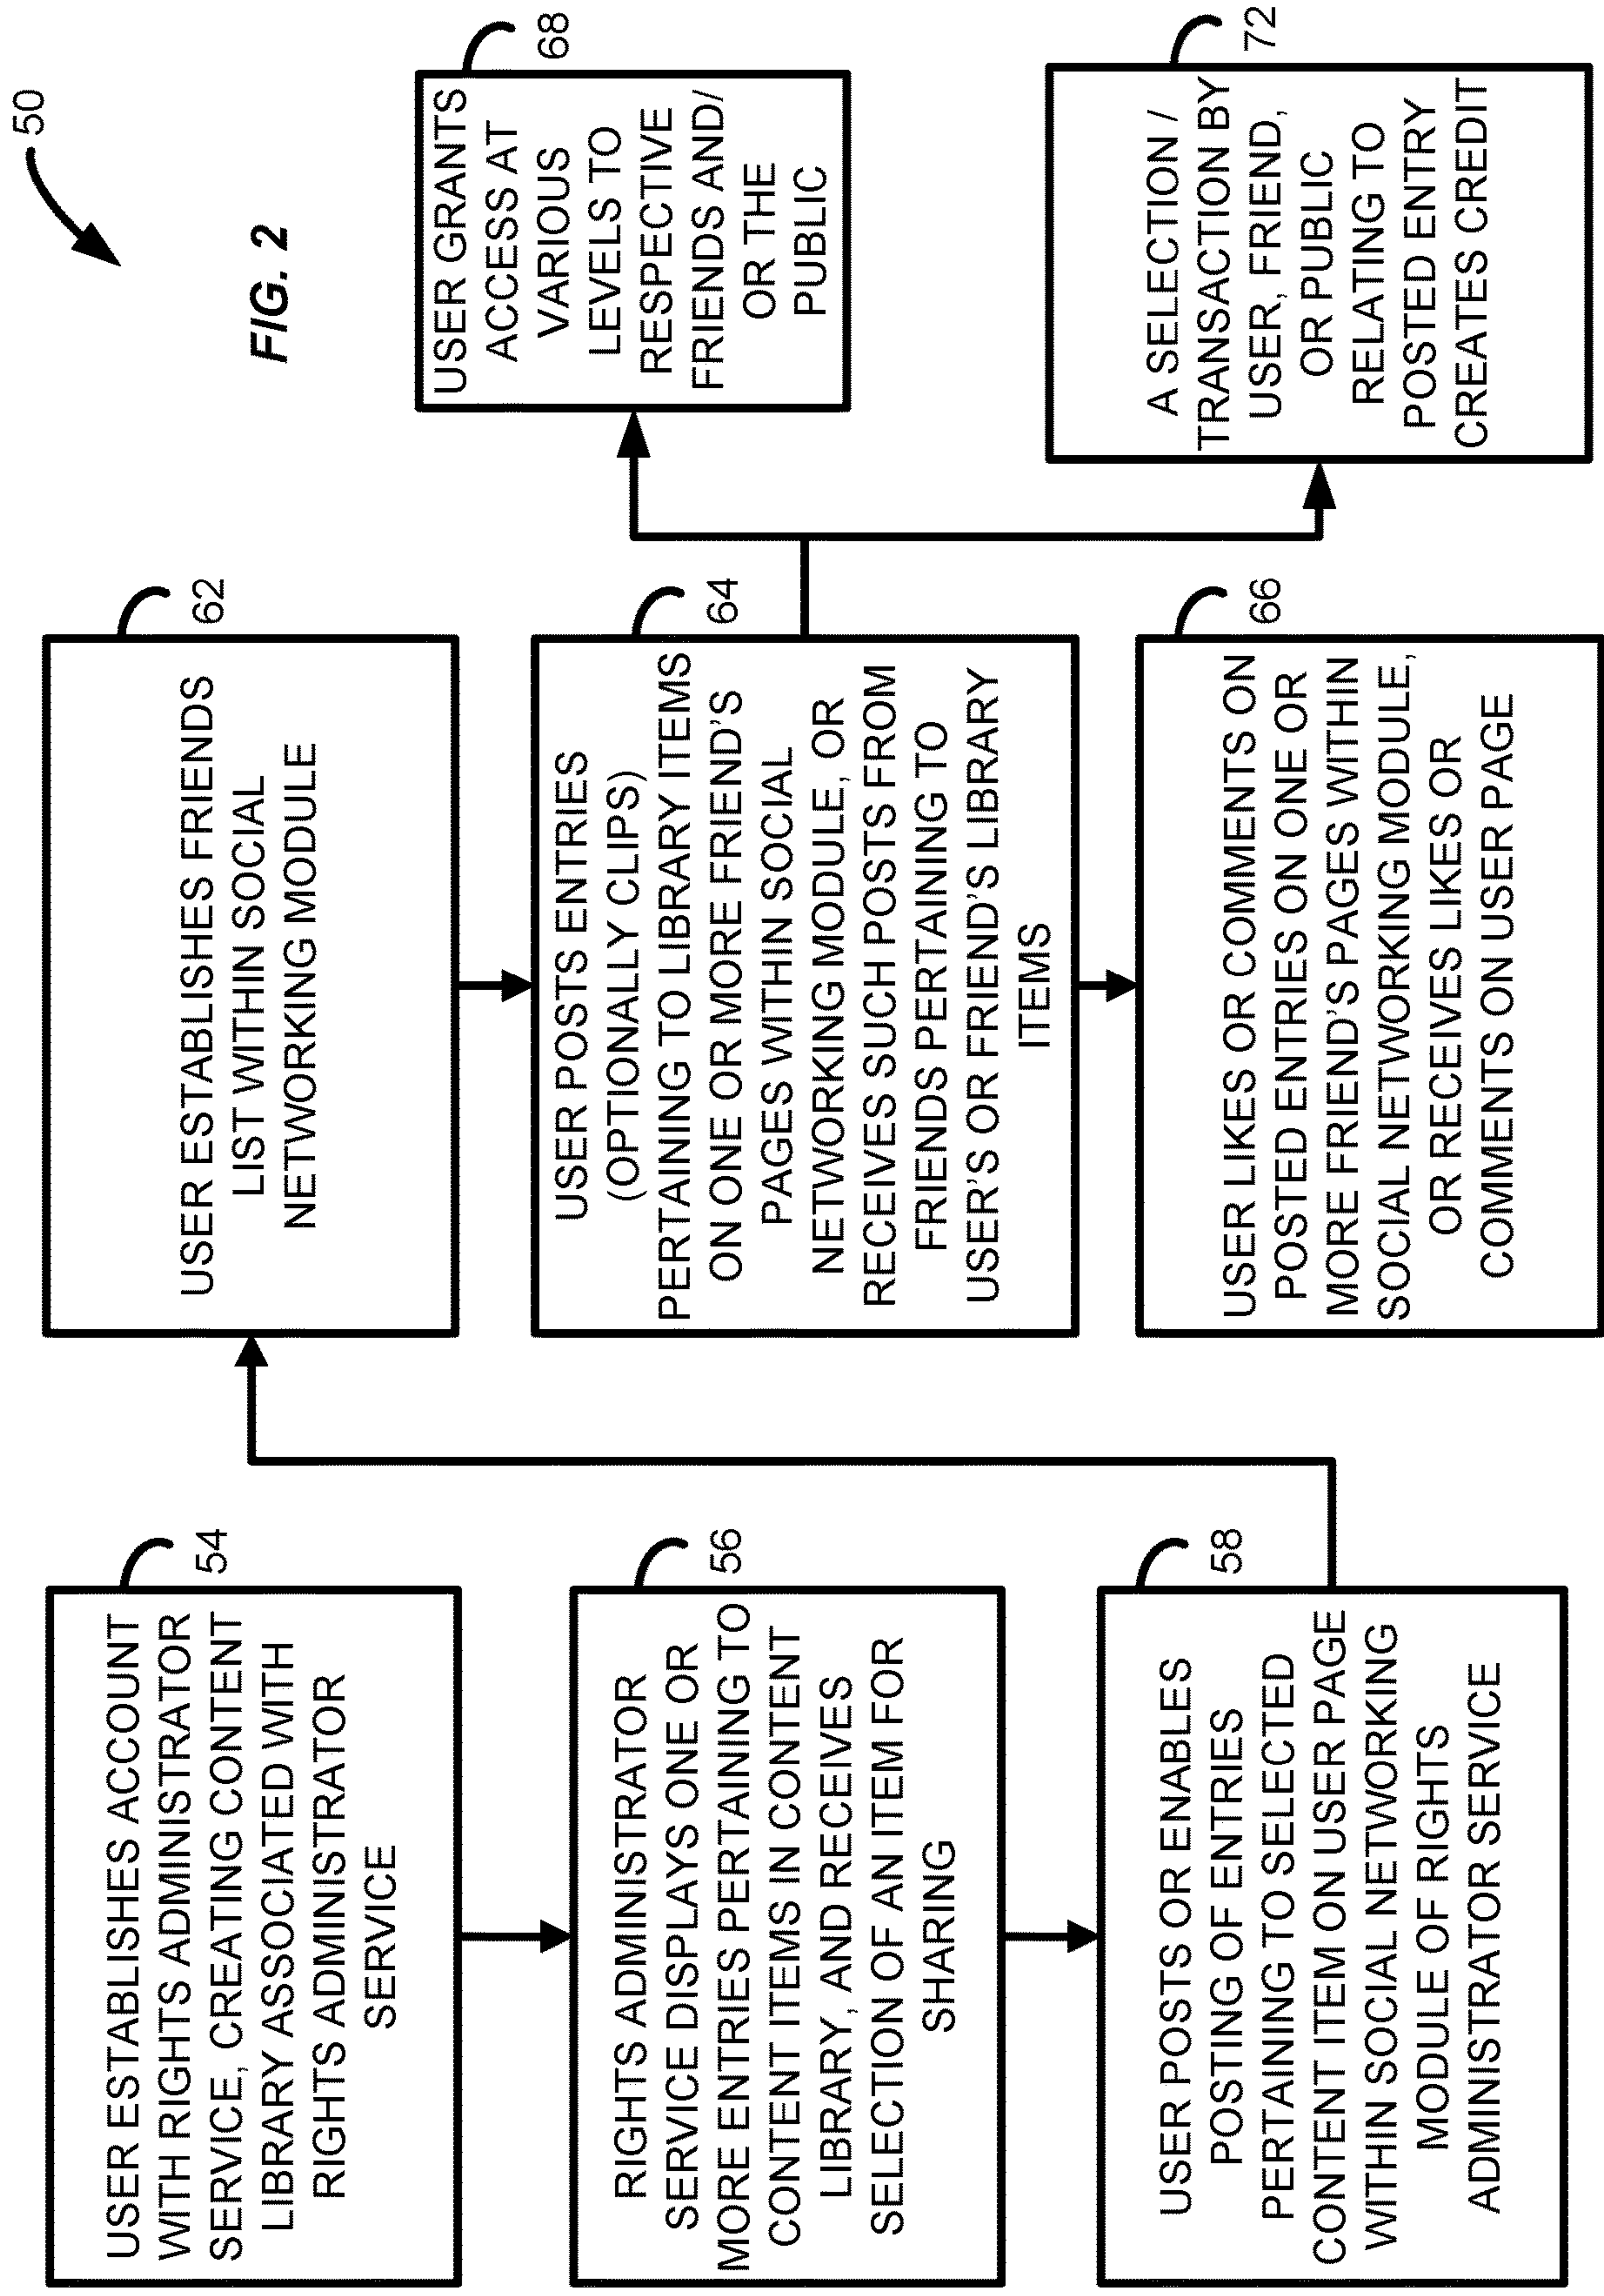 50
FIG. 2
USER ESTABLISHES ACCOUNT
WITH RIGHTS ADMINISTRATOR
SERVICE, CREATING CONTENT
LIBRARY ASSOCIATED WITH
RIGHTS ADMINISTRATOR
SERVICE
54
RIGHTS ADMINISTRATOR
SERVICE DISPLAYS ONE OR
MORE ENTRIES PERTAINING TO
CONTENT ITEMS IN CONTENT
LIBRARY, AND RECEIVES
SELECTION OF AN ITEM FOR
SHARING
56
USER POSTS OR ENABLES
POSTING OF ENTRIES
PERTAINING TO SELECTED
CONTENT ITEM ON USER PAGE
WITHIN SOCIAL NETWORKING
MODULE OF RIGHTS
ADMINISTRATOR SERVICE
58
USER ESTABLISHES FRIENDS
LIST WITHIN SOCIAL
NETWORKING MODULE
62
USER POSTS ENTRIES
(OPTIONALLY CLIPS)
PERTAINING TO LIBRARY ITEMS
ON ONE OR MORE FRIEND'S
PAGES WITHIN SOCIAL
NETWORKING MODULE, OR
RECEIVES SUCH POSTS FROM
FRIENDS PERTAINING TO
USER'S OR FRIEND'S LIBRARY
ITEMS
64
USER LIKES OR COMMENTS ON
POSTED ENTRIES ON ONE OR
MORE FRIEND'S PAGES WITHIN
SOCIAL NETWORKING MODULE,
OR RECEIVES LIKES OR
COMMENTS ON USER PAGE
66
USER GRANTS
ACCESS AT
VARIOUS
LEVELS TO
RESPECTIVE
FRIENDS AND/
OR THE
PUBLIC
68
A SELECTION /
TRANSACTION BY
USER, FRIEND,
OR PUBLIC
RELATING TO
POSTED ENTRY
CREATES CREDIT
72